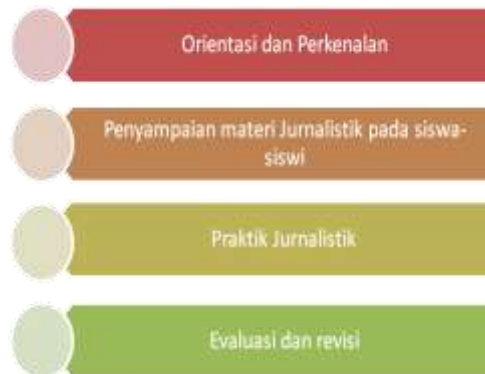 Orientasi dan Perkenalan
Penyampaian materi Jurnalistik pada siswa-
siswi
Praktik Jurnalistik
Evaluasi dan revisi